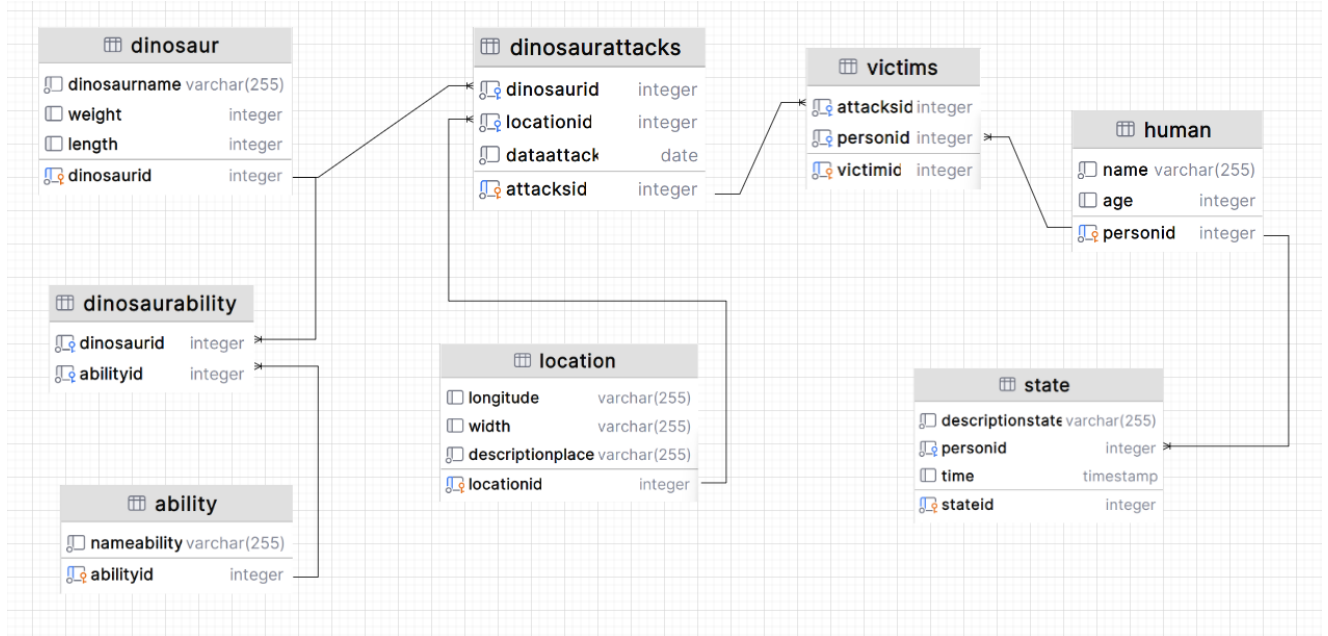 dinosaur
dinosaurname varchar(255)
weight integer
length integer
dinosaurid integer
dinosaurattacks
dinosaurid integer
locationid integer
dataattack date
attacksid integer
victims
attacksid integer
personid integer
victimid integer
human
name varchar(255)
age integer
personid integer
dinosaurability
dinosaurid integer
abilityid integer
location
longitude varchar(255)
width varchar(255)
descriptionplace varchar(255)
locationid integer
state
descriptionstate varchar(255)
personid integer
time timestamp
stateid integer
ability
nameability varchar(255)
abilityid integer